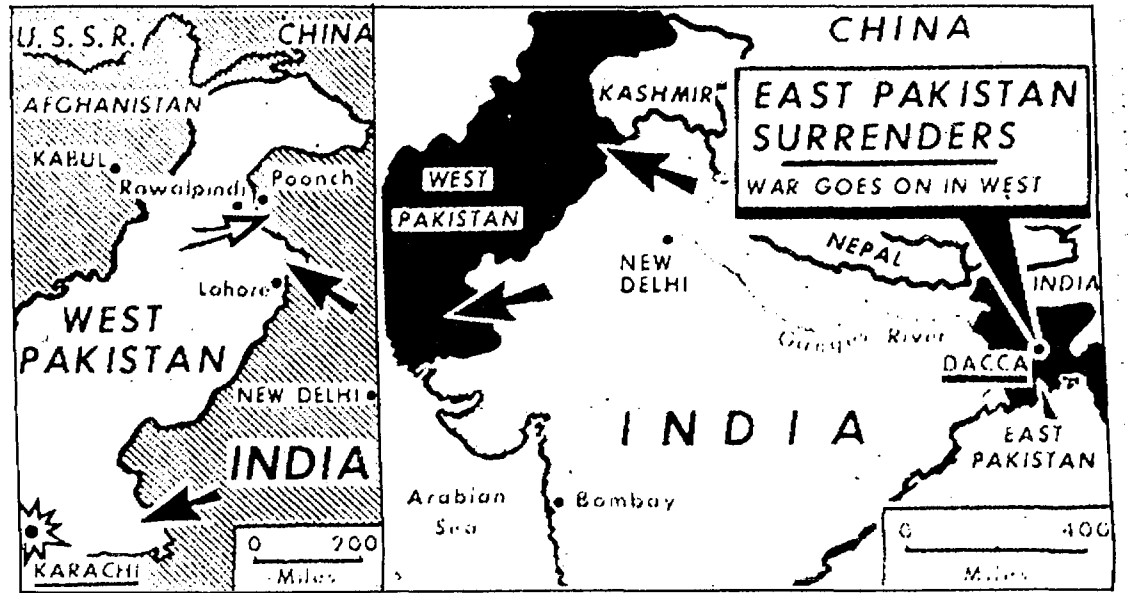 U.S.S.R.
CHINA
AFGHANISTAN
KABUL
Rawalpindi
Poonch
Lahore
WEST
PAKISTAN
NEW DELHI
INDIA
KARACHI
0 200
Miles
CHINA
KASHMIR
EAST PAKISTAN
SURRENDERS
WAR GOES ON IN WEST
WEST
PAKISTAN
NEW
DELHI
NEPAL
INDIA
Ganges River
DACCA
INDIA
EAST
PAKISTAN
Arabian
Sea
Bombay
0 400
Miles